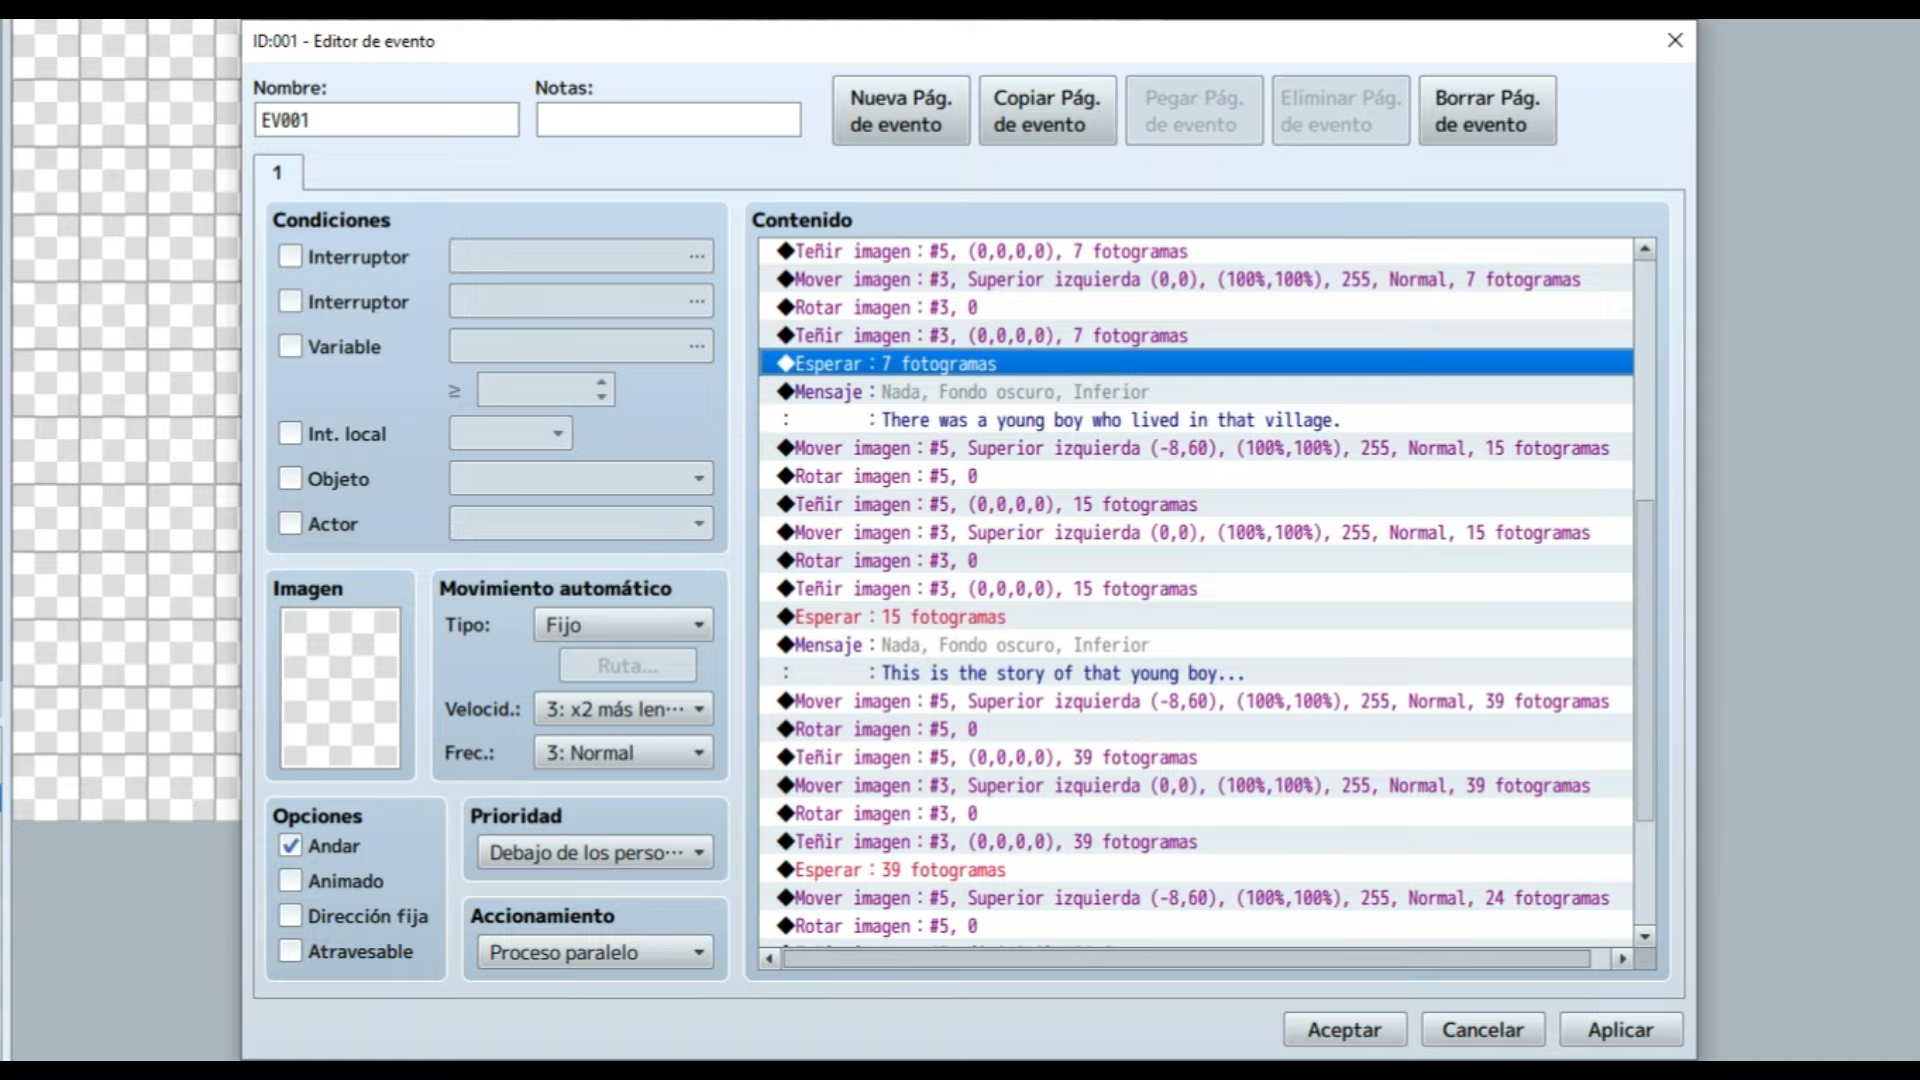 ID:001 - Editor de evento
Nombre:
Notas:
EV001
Nueva Pág. de evento
Copiar Pág. de evento
Pegar Pág. de evento
Eliminar Pág. de evento
Borrar Pág. de evento
1
Condiciones
Interruptor
...
Interruptor
...
Variable
...
≥
Int. local
Objeto
Actor
Imagen
Movimiento automático
Tipo:
Fijo
Ruta...
Velocid.:
3: x2 más len···
Frec.:
3: Normal
Opciones
Andar
Animado
Dirección fija
Atravesable
Prioridad
Debajo de los perso···
Accionamiento
Proceso paralelo
Contenido
◆Teñir imagen：#5, (0,0,0,0), 7 fotogramas
◆Mover imagen：#3, Superior izquierda (0,0), (100%,100%), 255, Normal, 7 fotogramas
◆Rotar imagen：#3, 0
◆Teñir imagen：#3, (0,0,0,0), 7 fotogramas
◆Esperar：7 fotogramas
◆Mensaje：Nada, Fondo oscuro, Inferior
：　　：There was a young boy who lived in that village.
◆Mover imagen：#5, Superior izquierda (-8,60), (100%,100%), 255, Normal, 15 fotogramas
◆Rotar imagen：#5, 0
◆Teñir imagen：#5, (0,0,0,0), 15 fotogramas
◆Mover imagen：#3, Superior izquierda (0,0), (100%,100%), 255, Normal, 15 fotogramas
◆Rotar imagen：#3, 0
◆Teñir imagen：#3, (0,0,0,0), 15 fotogramas
◆Esperar：15 fotogramas
◆Mensaje：Nada, Fondo oscuro, Inferior
：　　：This is the story of that young boy...
◆Mover imagen：#5, Superior izquierda (-8,60), (100%,100%), 255, Normal, 39 fotogramas
◆Rotar imagen：#5, 0
◆Teñir imagen：#5, (0,0,0,0), 39 fotogramas
◆Mover imagen：#3, Superior izquierda (0,0), (100%,100%), 255, Normal, 39 fotogramas
◆Rotar imagen：#3, 0
◆Teñir imagen：#3, (0,0,0,0), 39 fotogramas
◆Esperar：39 fotogramas
◆Mover imagen：#5, Superior izquierda (-8,60), (100%,100%), 255, Normal, 24 fotogramas
◆Rotar imagen：#5, 0
Aceptar
Cancelar
Aplicar